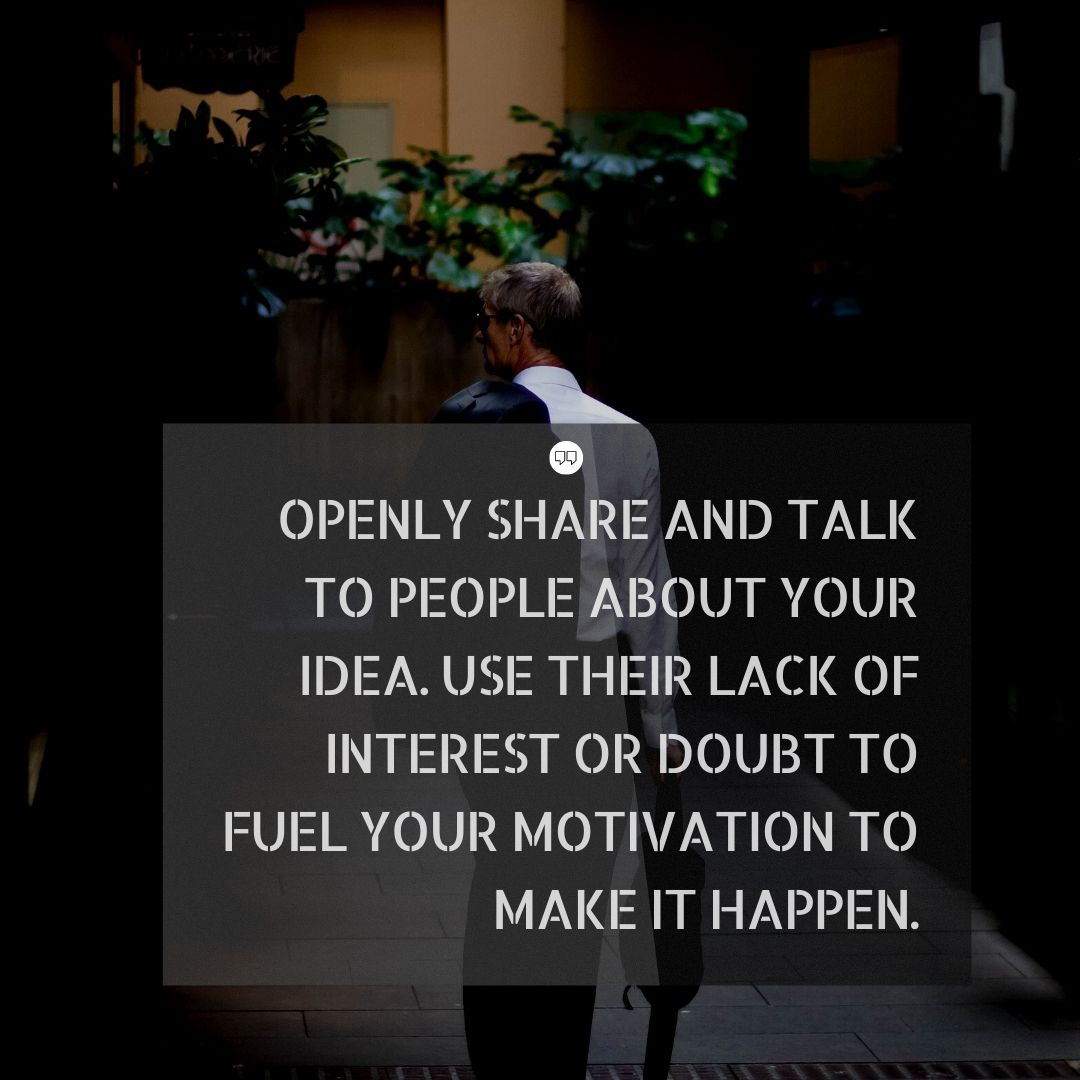 OPENLY SHARE AND TALK
TO PEOPLE ABOUT YOUR
IDEA. USE THEIR LACK OF
INTEREST OR DOUBT TO
FUEL YOUR MOTIVATION TO
MAKE IT HAPPEN.